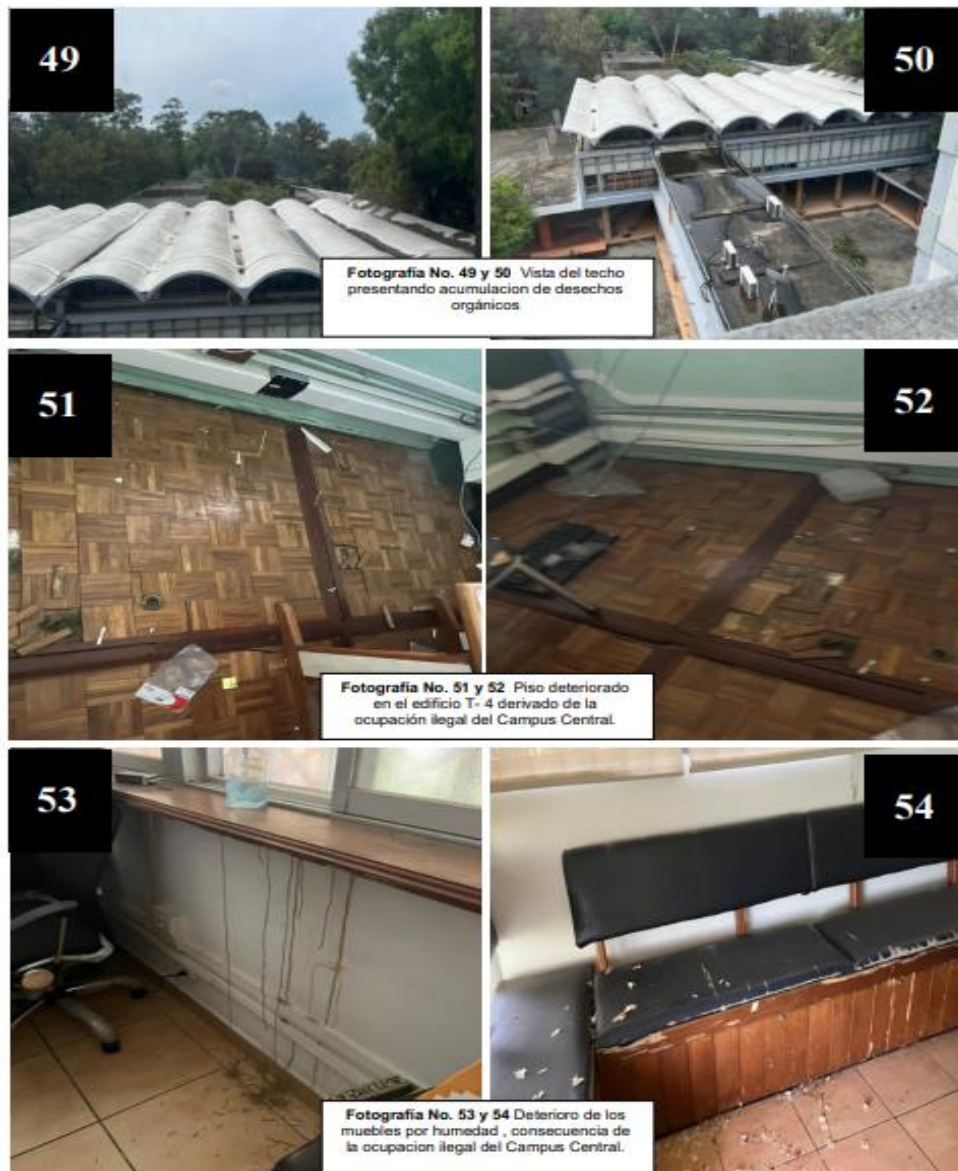 49
50
Fotografía No. 49 y 50 Vista del techo
presentando acumulacion de desechos
orgánicos
51
52
Fotografía No. 51 y 52 Piso deteriorado
en el edificio T- 4 derivado de la
ocupación ilegal del Campus Central.
53
54
Fotografía No. 53 y 54 Deterioro de los
muebles por humedad , consecuencia de
la ocupacion ilegal del Campus Central.